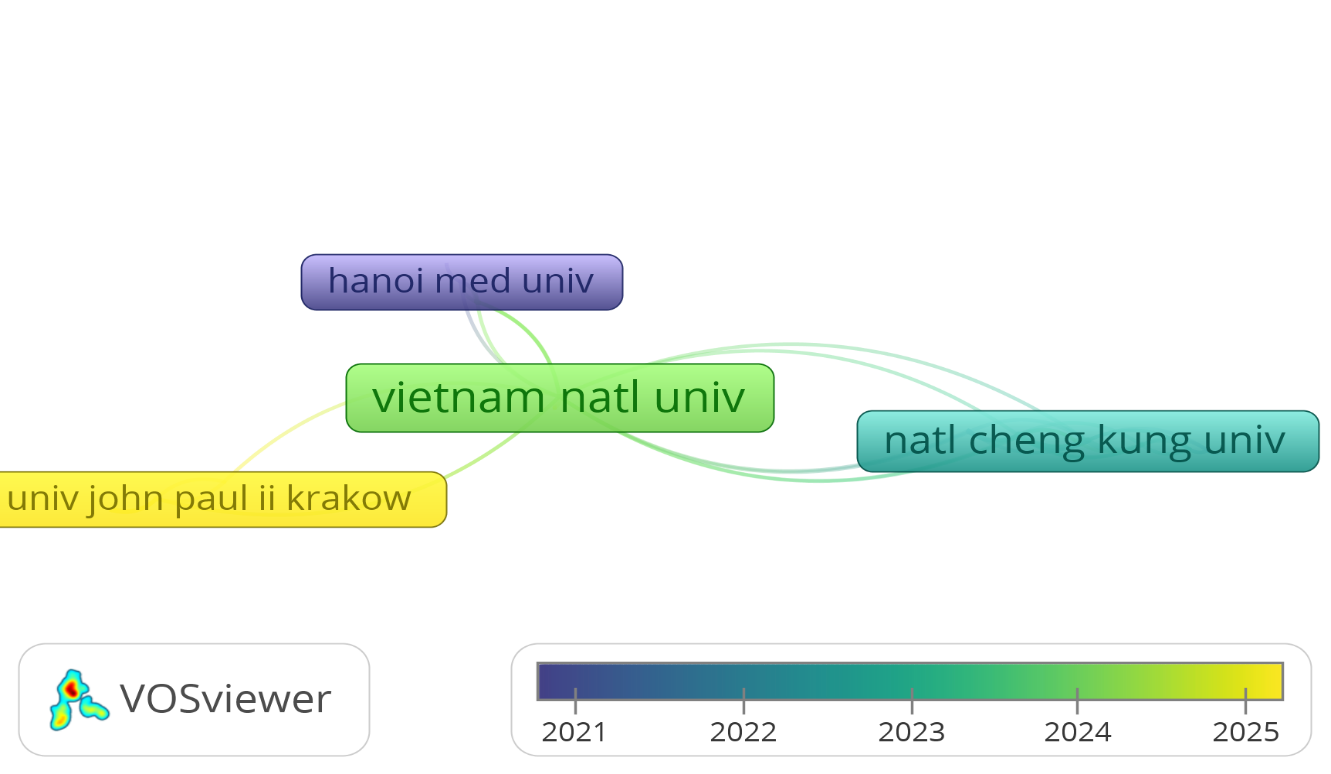 hanoi med univ
vietnam natl univ
natl cheng kung univ
univ john paul ii krakow
VOSviewer
2021 2022 2023 2024 2025